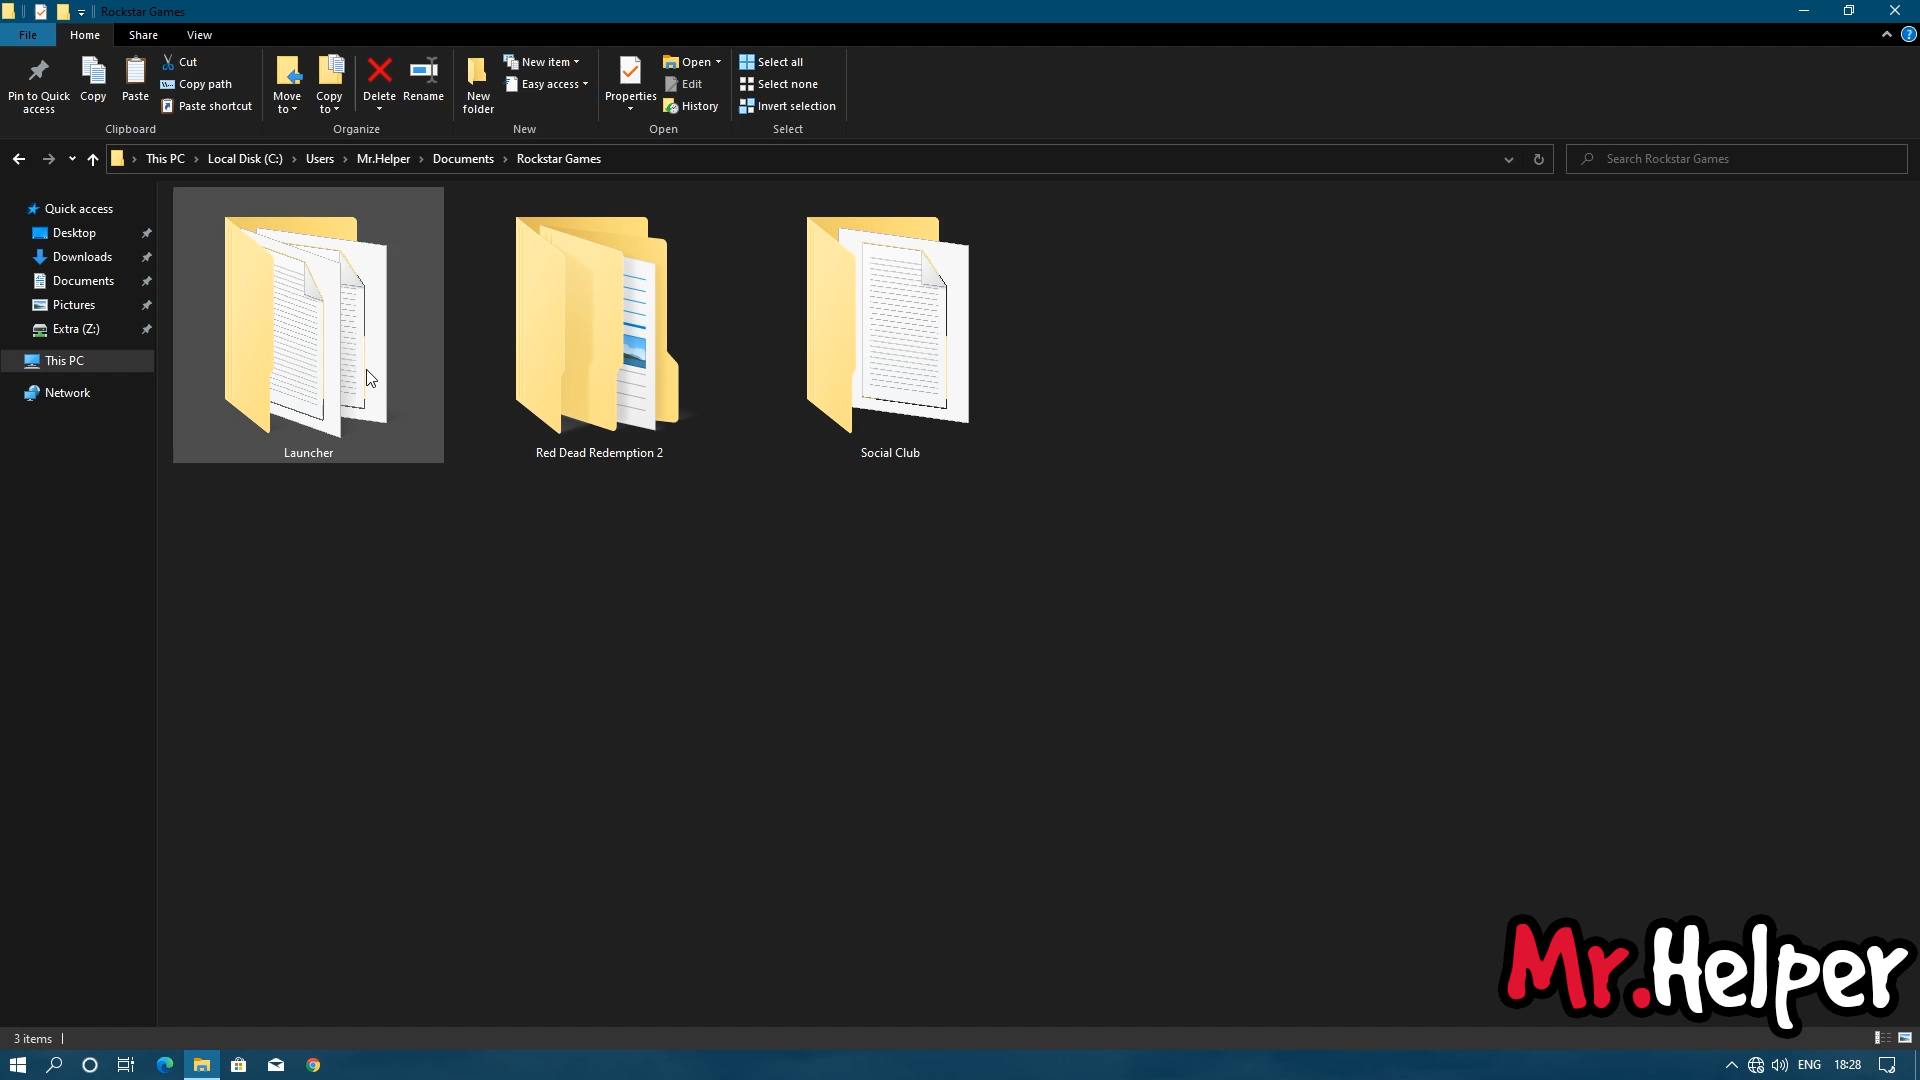 Rockstar Games
File Home Share View
Pin to Quick access
Copy
Paste
Cut
Copy path
Paste shortcut
Clipboard
Move to
Copy to
Delete
Rename
Organize
New folder
New item
Easy access
New
Properties
Open
Edit
History
Open
Select all
Select none
Invert selection
Select
This PC › Local Disk (C:) › Users › Mr.Helper › Documents › Rockstar Games
Search Rockstar Games
Quick access
Desktop
Downloads
Documents
Pictures
Extra (Z:)
This PC
Network
Launcher
Red Dead Redemption 2
Social Club
Mr.Helper
3 items
ENG 18:28